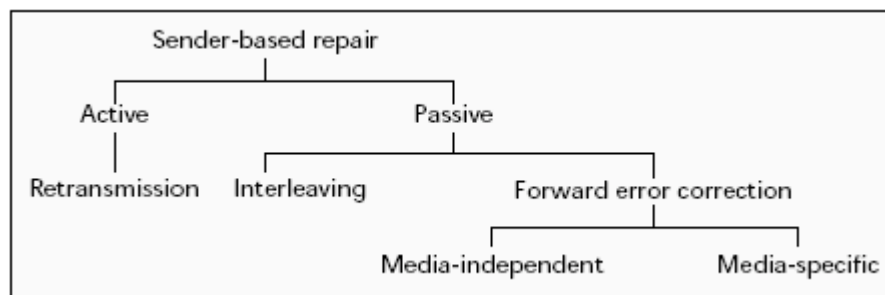 Sender-based repair
Active Passive
Retransmission Interleaving Forward error correction
Media-independent Media-specific